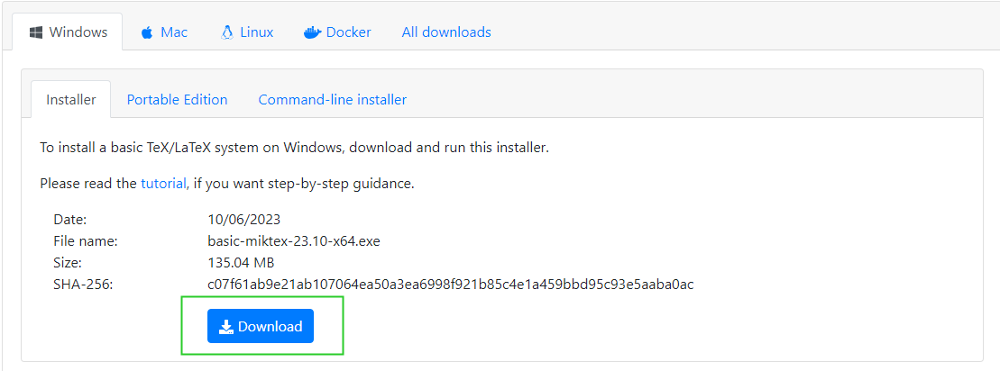 Windows Mac Linux Docker All downloads
Installer Portable Edition Command-line installer
To install a basic TeX/LaTeX system on Windows, download and run this installer.
Please read the tutorial, if you want step-by-step guidance.
Date: 10/06/2023
File name: basic-miktex-23.10-x64.exe
Size: 135.04 MB
SHA-256: c07f61ab9e21ab107064ea50a3ea6998f921b85c4e1a459bbd95c93e5aaba0ac
Download